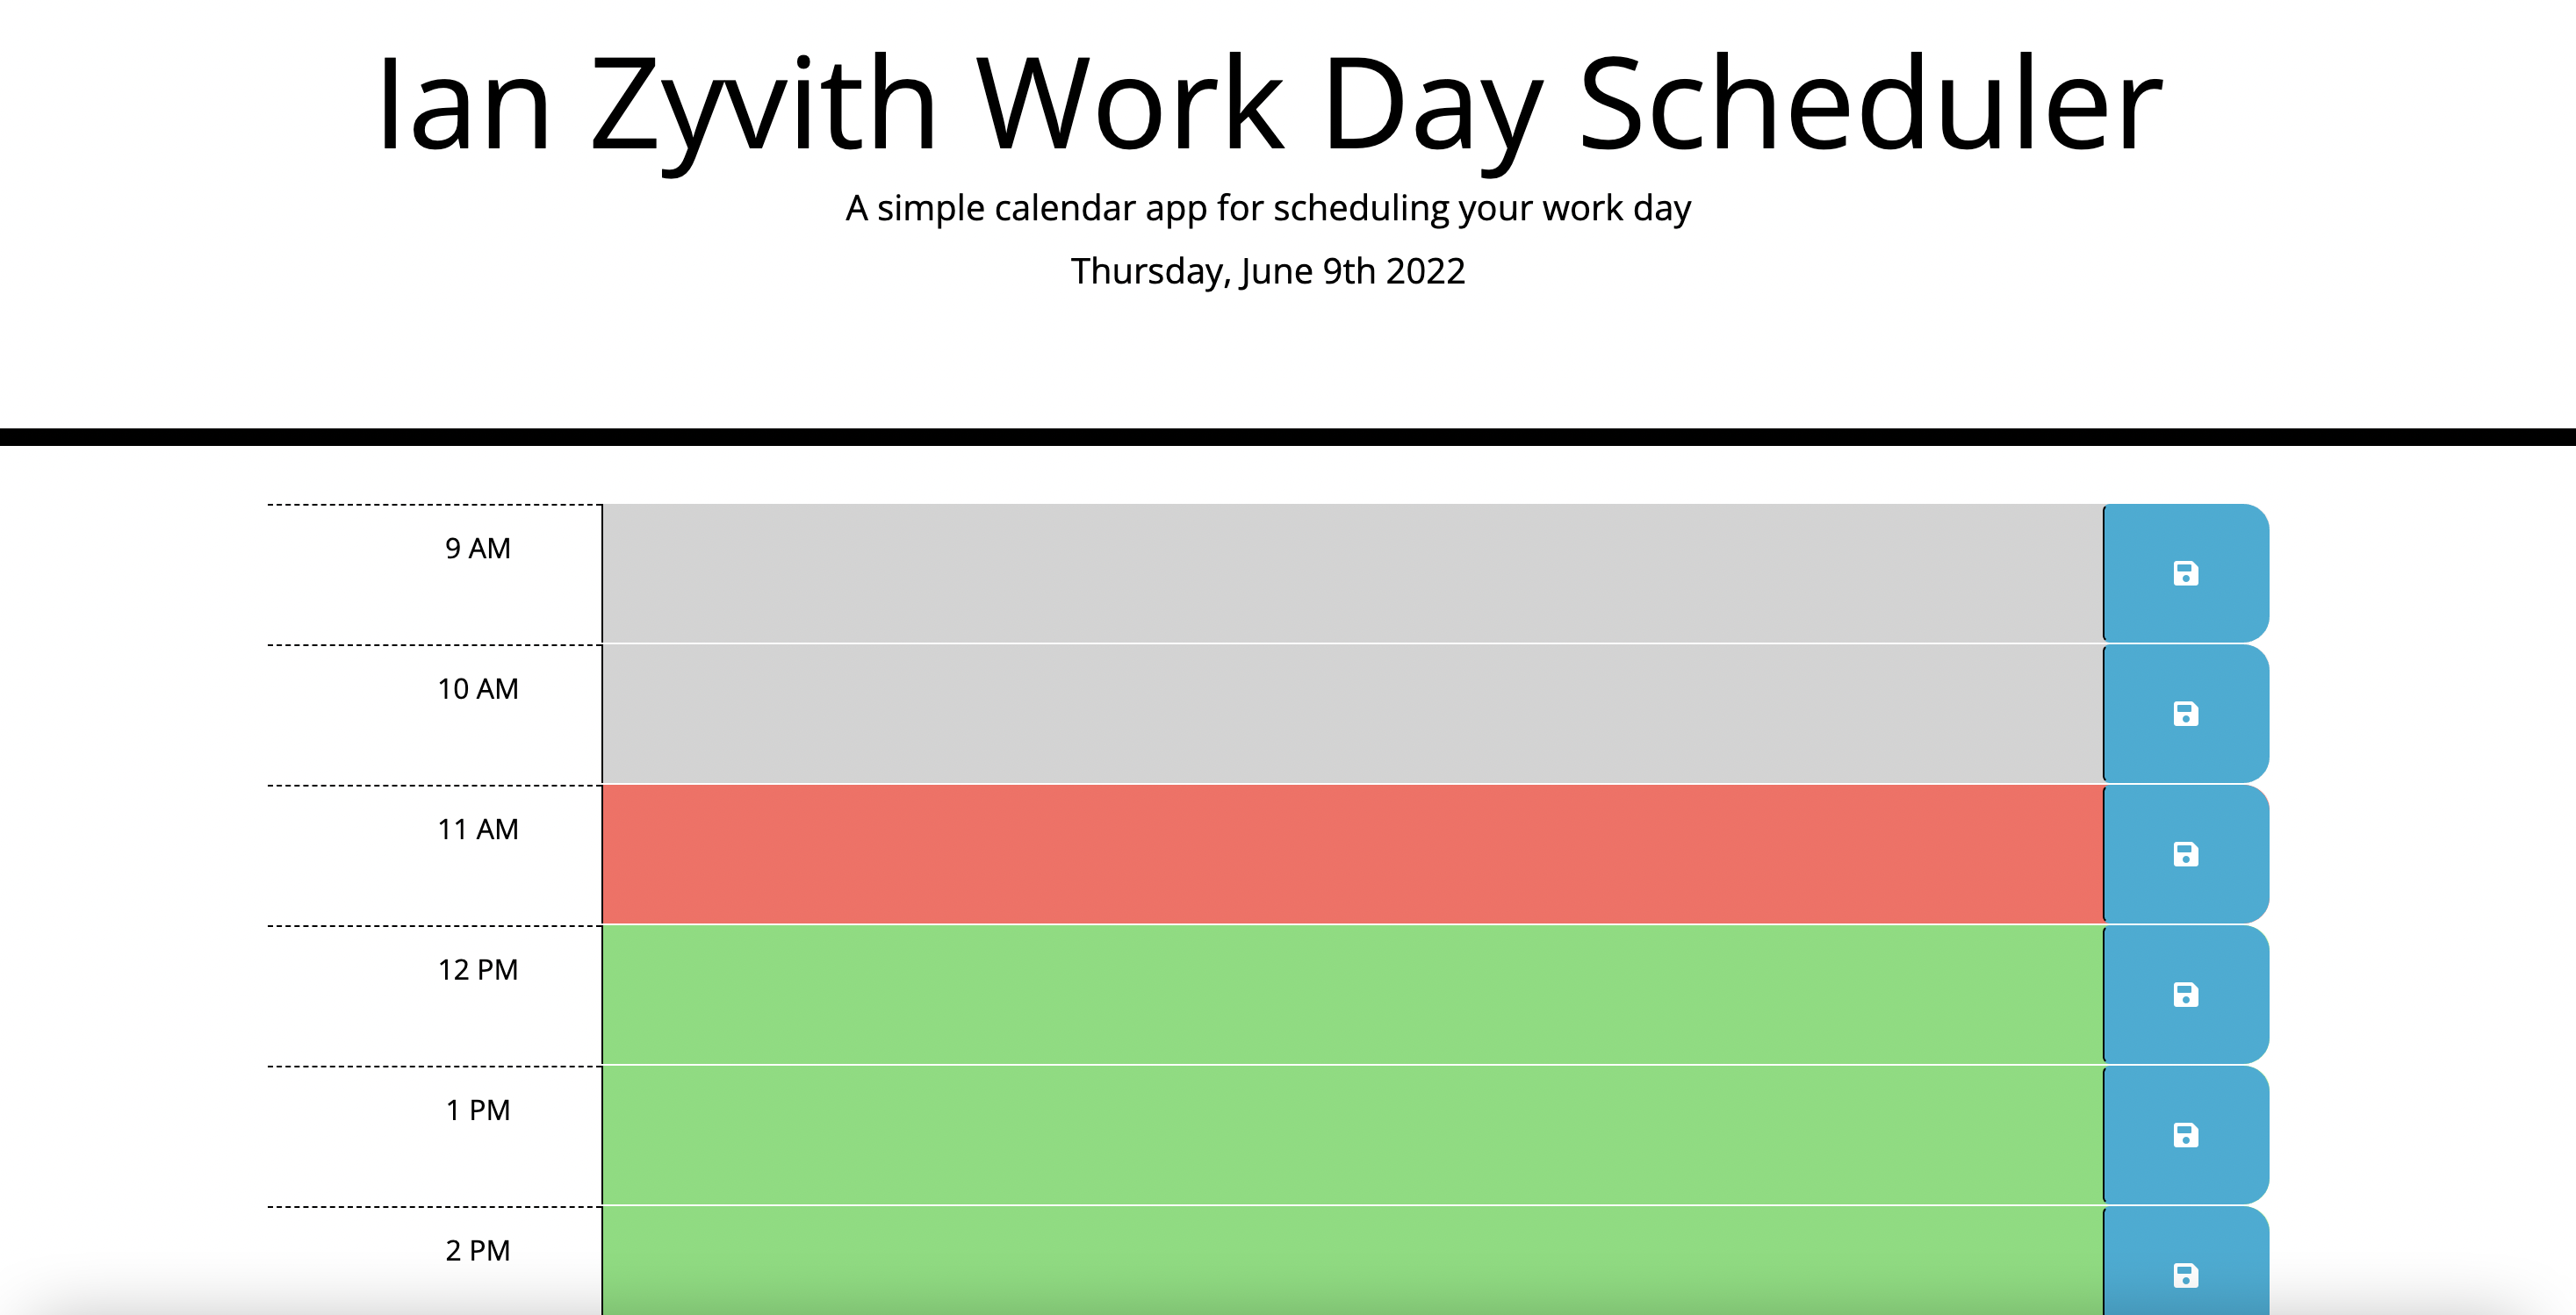 Ian Zyvith Work Day Scheduler
A simple calendar app for scheduling your work day
Thursday, June 9th 2022
9 AM
10 AM
11 AM
12 PM
1 PM
2 PM